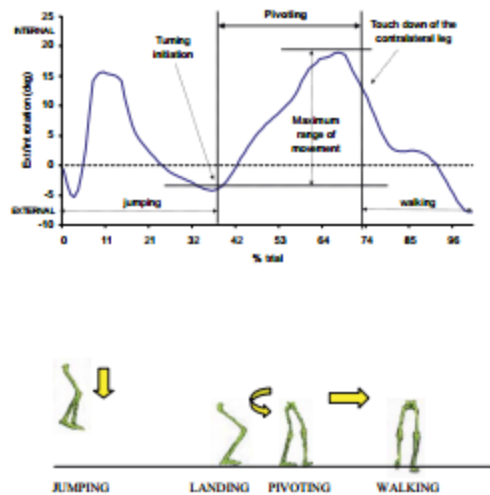 25
INTERNAL
20
15
10
5
0
-5
EXTERNAL
-10
Ext/int rotation (deg)
Pivoting
Turning
initiation
Touch down of the
contralateral leg
Maximum
range of
movement
jumping
walking
0 11 21 32 42 53 64 74 85 96
% trial
JUMPING LANDING PIVOTING WALKING